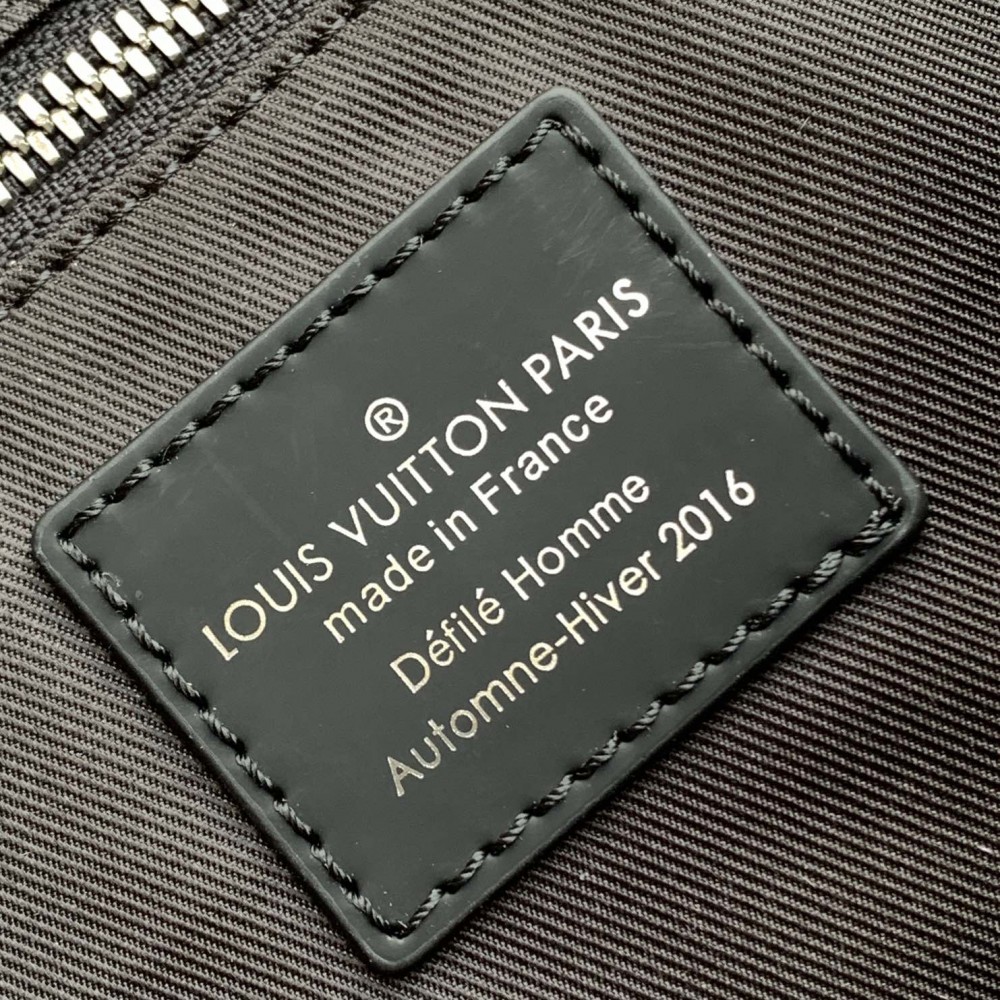 ®
LOUIS VUITTON PARIS
made in France
Défilé Homme
Automne-Hiver 2016